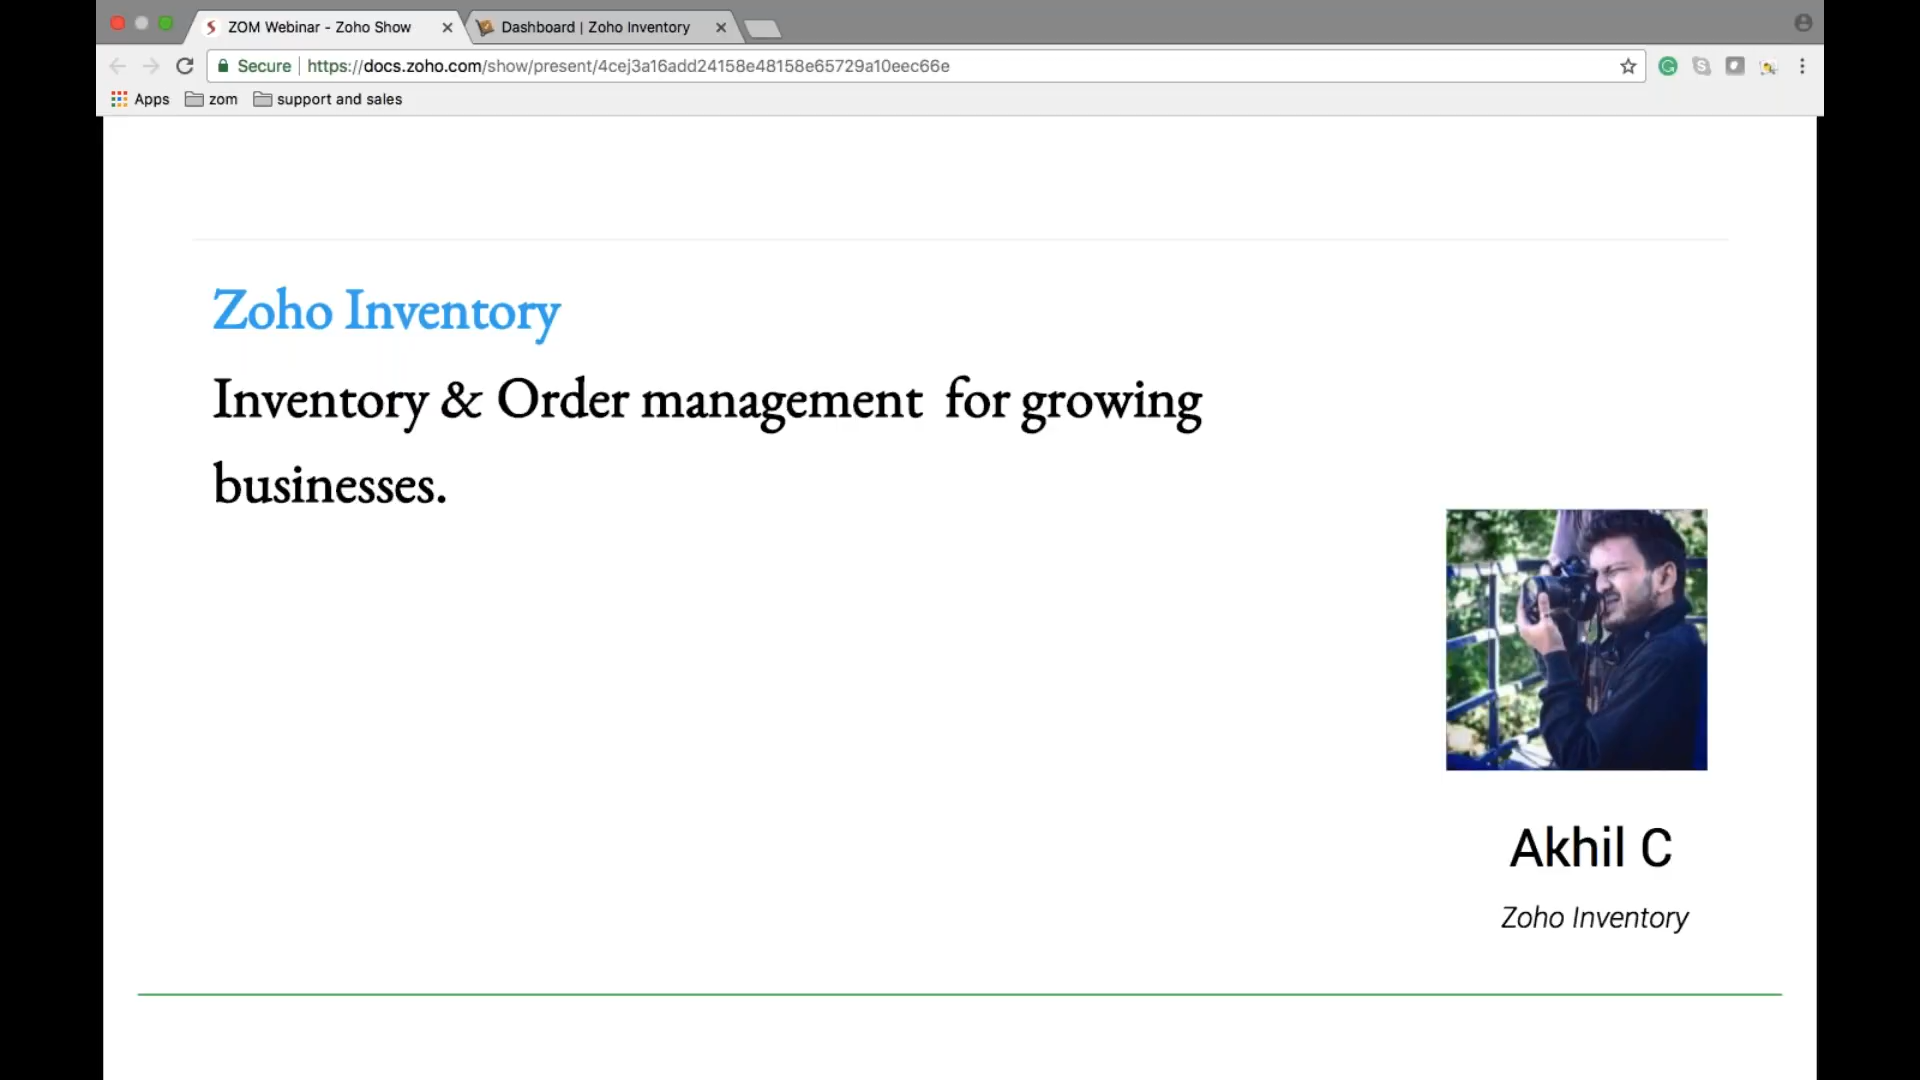 ZOM Webinar - Zoho Show
Dashboard | Zoho Inventory
Secure
https://docs.zoho.com/show/present/4cej3a16add24158e48158e65729a10eec66e
Apps
zom
support and sales
Zoho Inventory
Inventory & Order management for growing
businesses.
Akhil C
Zoho Inventory